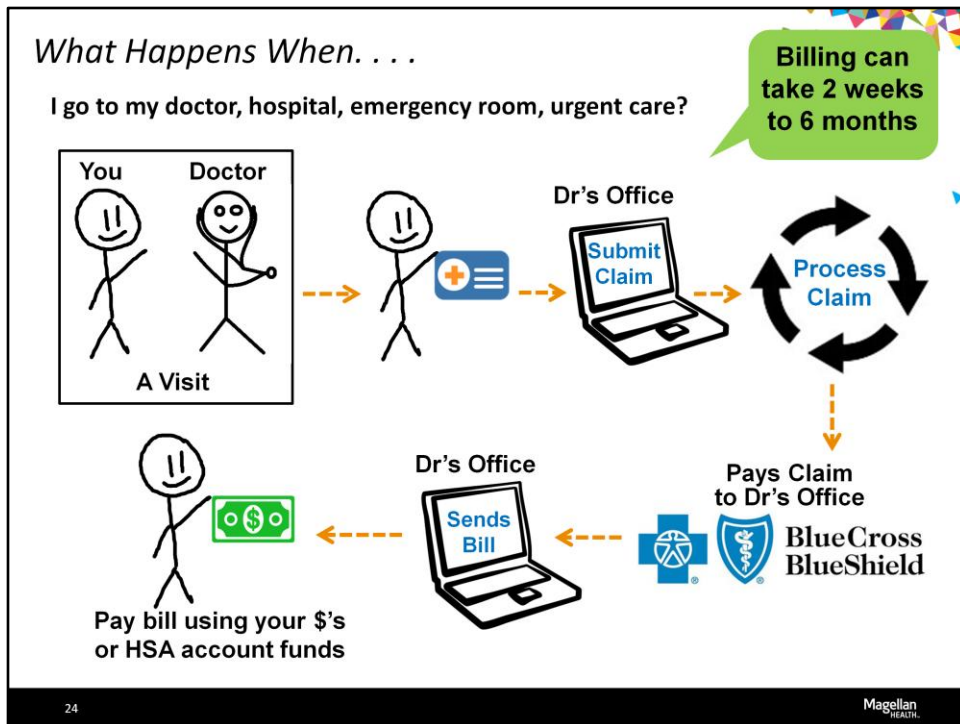 What Happens When. . . .
I go to my doctor, hospital, emergency room, urgent care?
Billing can
take 2 weeks
to 6 months
You
Doctor
A Visit
Dr's Office
Submit
Claim
Process
Claim
Pays Claim
to Dr's Office
BlueCross
BlueShield
Dr's Office
Sends
Bill
$
Pay bill using your $'s
or HSA account funds
24
Magellan
HEALTH.